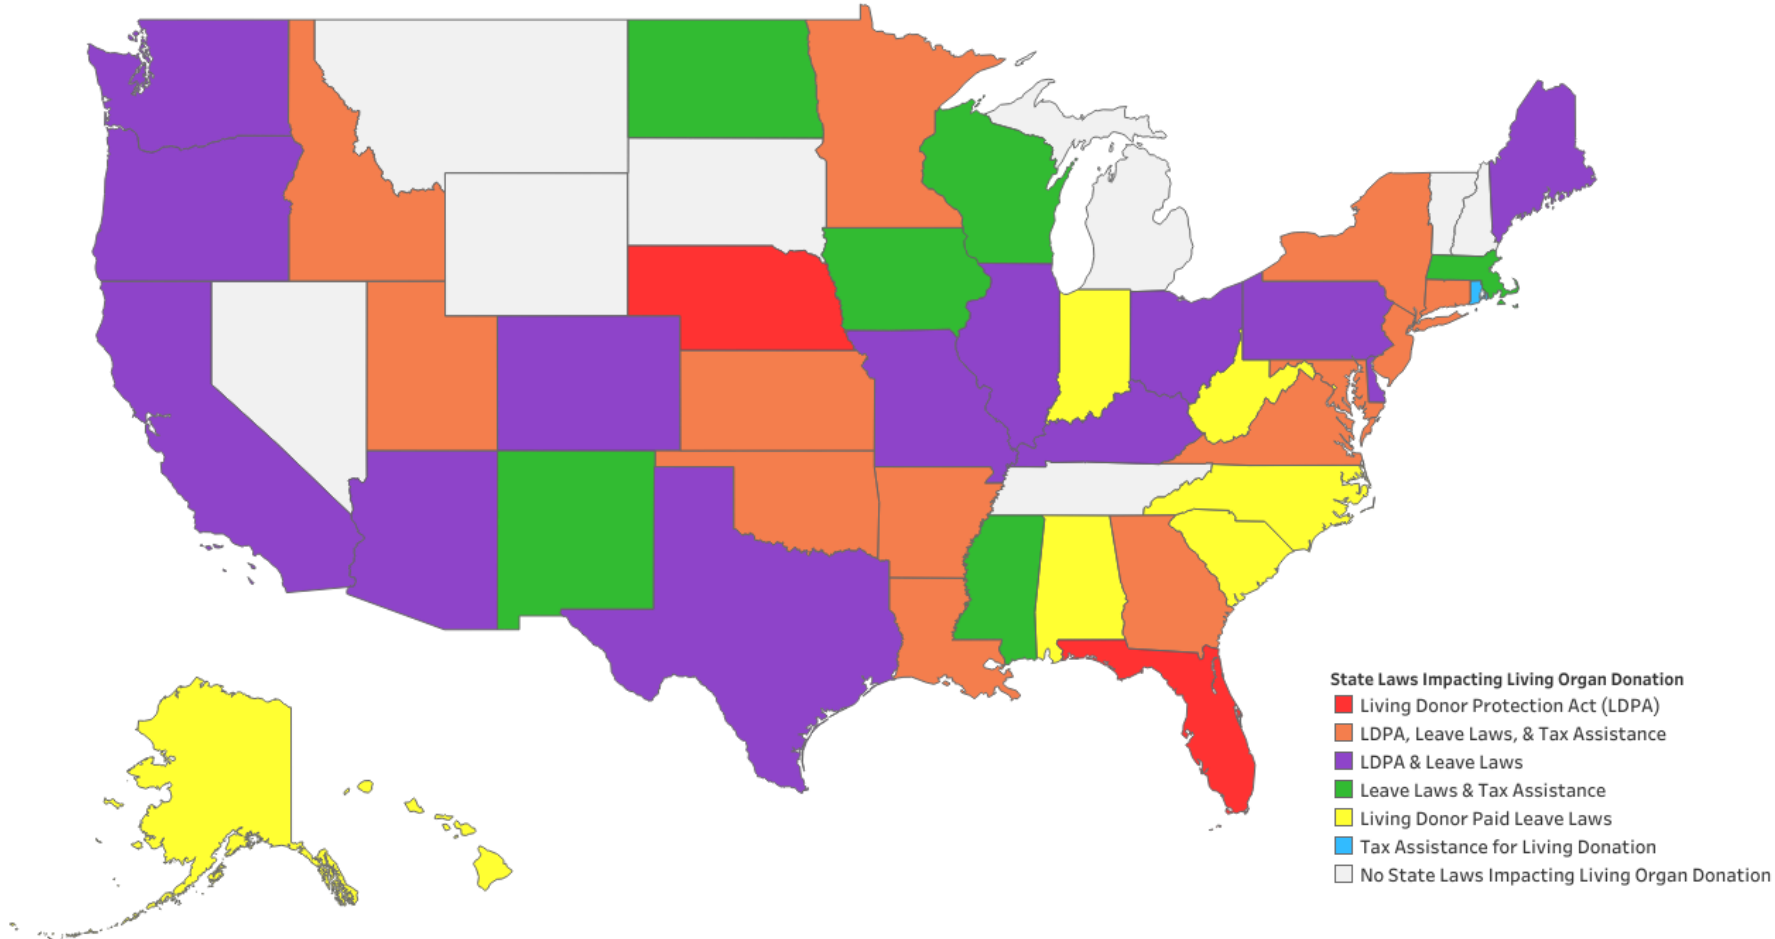 State Laws Impacting Living Organ Donation
Living Donor Protection Act (LDPA)
LDPA, Leave Laws, & Tax Assistance
LDPA & Leave Laws
Leave Laws & Tax Assistance
Living Donor Paid Leave Laws
Tax Assistance for Living Donation
No State Laws Impacting Living Organ Donation